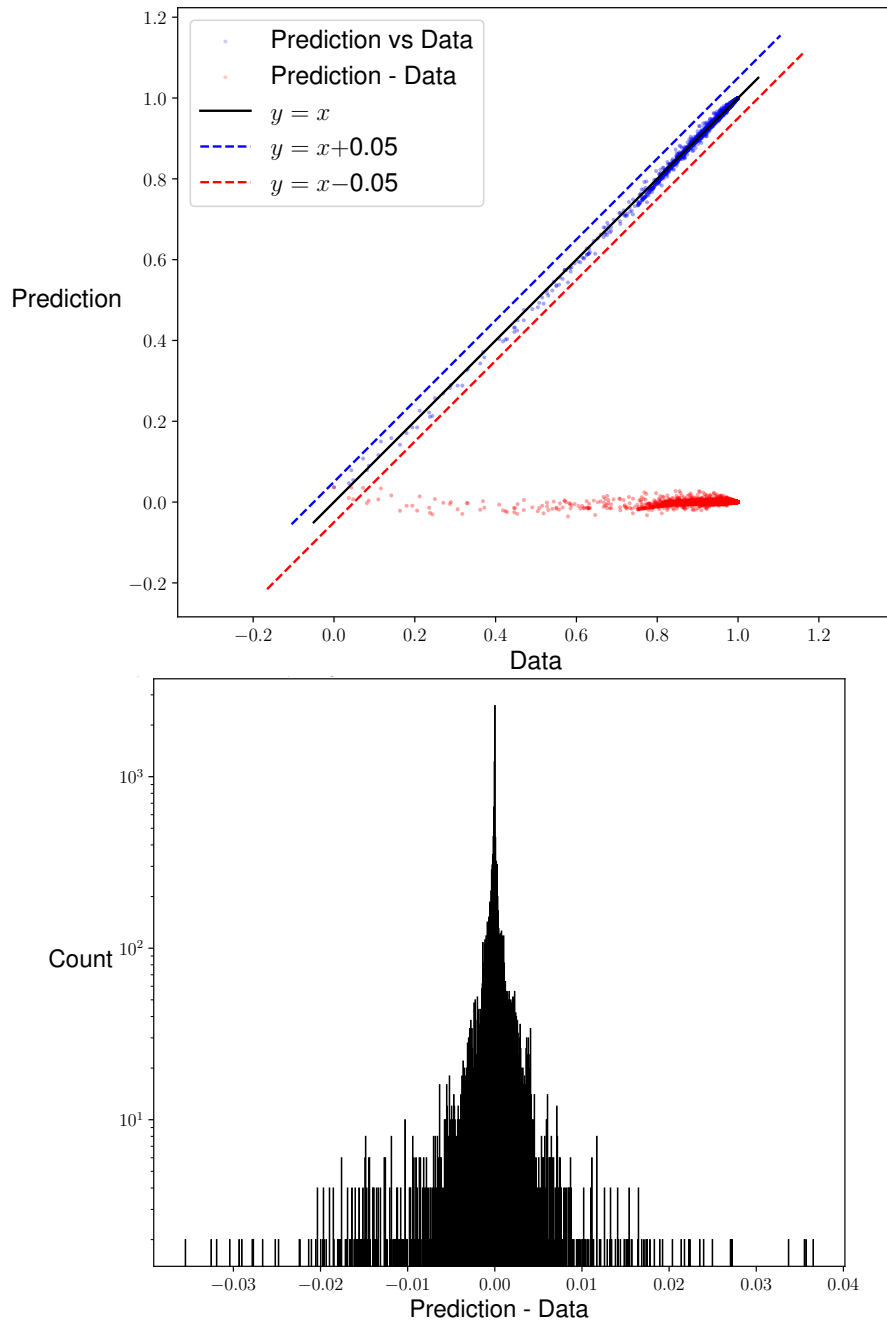 1.2
Prediction vs Data
Prediction - Data
1.0
y = x
y = x+0.05
0.8
y = x−0.05
0.6
Prediction
0.4
0.2
0.0
−0.2
−0.2 0.0 0.2 0.4 0.6 0.8 1.0 1.2
Data
10³
10²
Count
10¹
−0.03 −0.02 −0.01 0.00 0.01 0.02 0.03 0.04
Prediction - Data